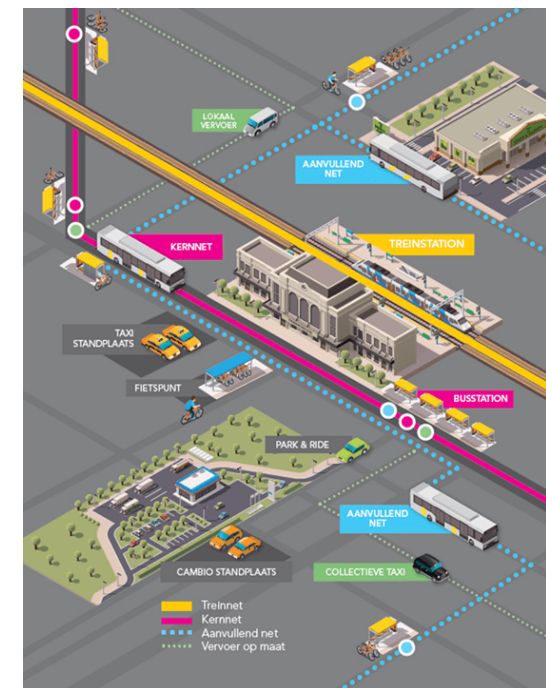 LOKAAL
VERVOER
AANVULLEND
NET
KERNNET
TREINSTATION
TAXI
STANDPLAATS
FIETSPUNT
BUSSTATION
PARK & RIDE
AANVULLEND
NET
CAMBIO STANDPLAATS
COLLECTIEVE TAXI
Treinnet
Kernnet
Aanvullend net
Vervoer op maat